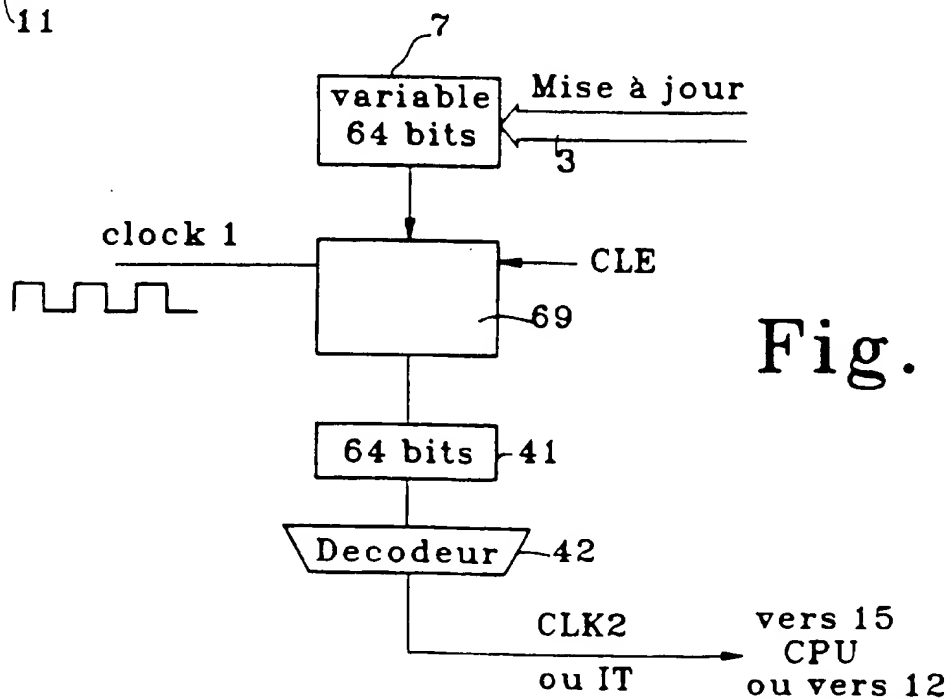 11
7
variable
64 bits
Mise à jour
3
clock 1
CLE
69
Fig.
64 bits
41
Decodeur
42
CLK2
ou IT
vers 15
CPU
ou vers 12